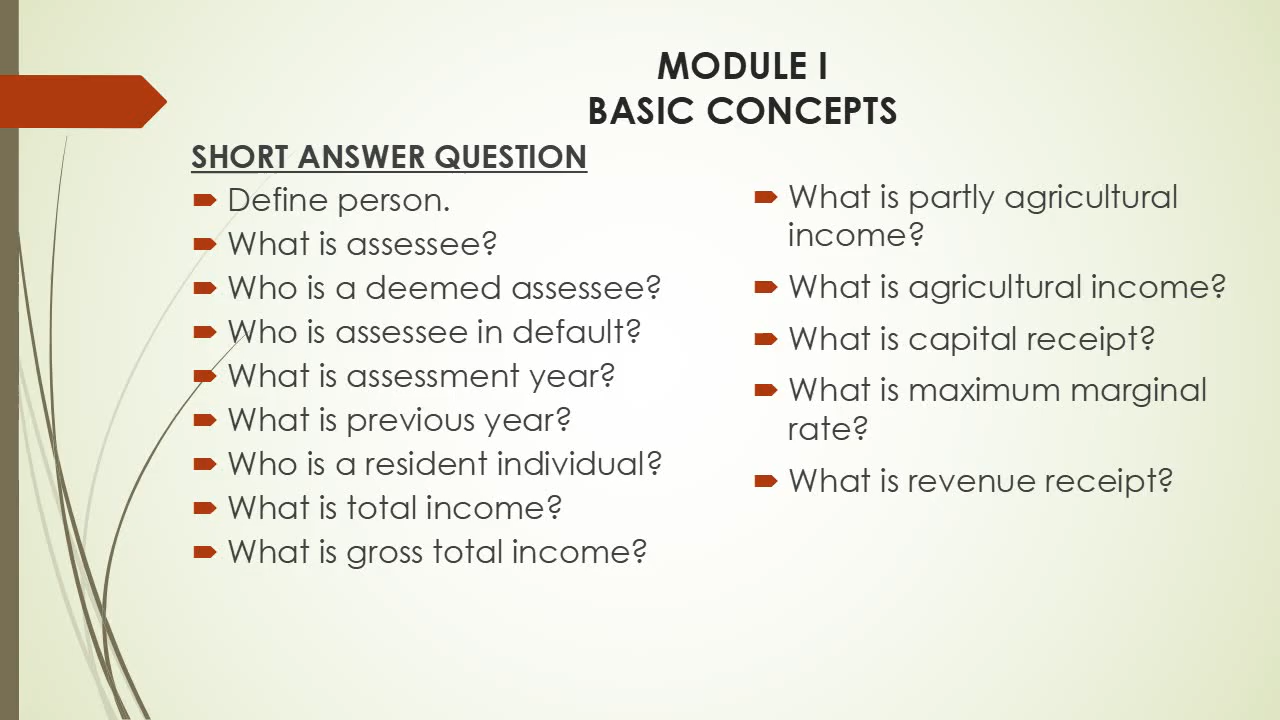 MODULE I
BASIC CONCEPTS
SHORT ANSWER QUESTION
Define person.
What is assessee?
Who is a deemed assessee?
Who is assessee in default?
What is assessment year?
What is previous year?
Who is a resident individual?
What is total income?
What is gross total income?
What is partly agricultural
income?
What is agricultural income?
What is capital receipt?
What is maximum marginal
rate?
What is revenue receipt?